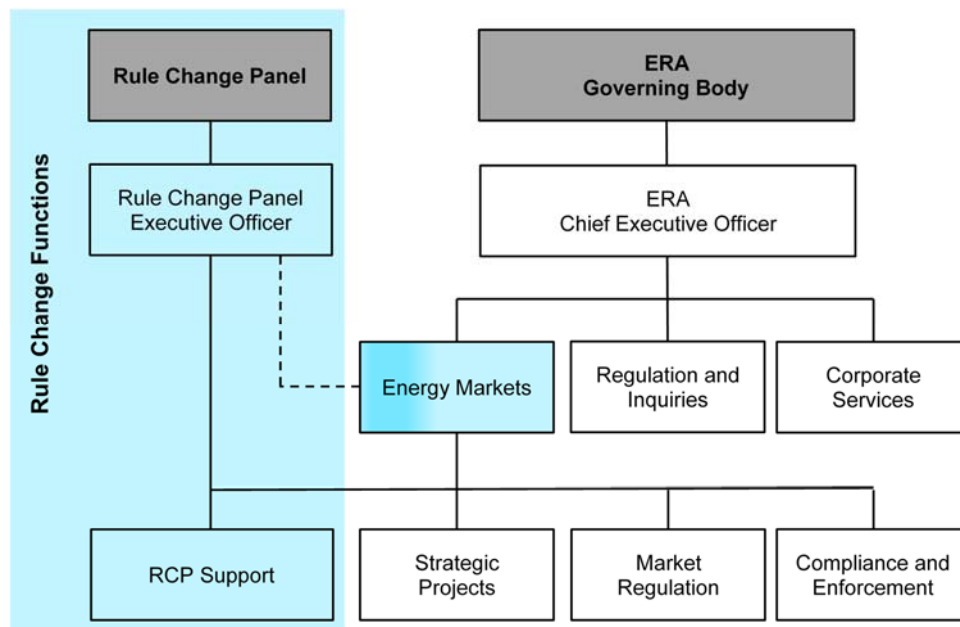 Rule Change Functions
Rule Change Panel
ERA
Governing Body
Rule Change Panel
Executive Officer
ERA
Chief Executive Officer
Energy Markets
Regulation and
Inquiries
Corporate
Services
RCP Support
Strategic
Projects
Market
Regulation
Compliance and
Enforcement